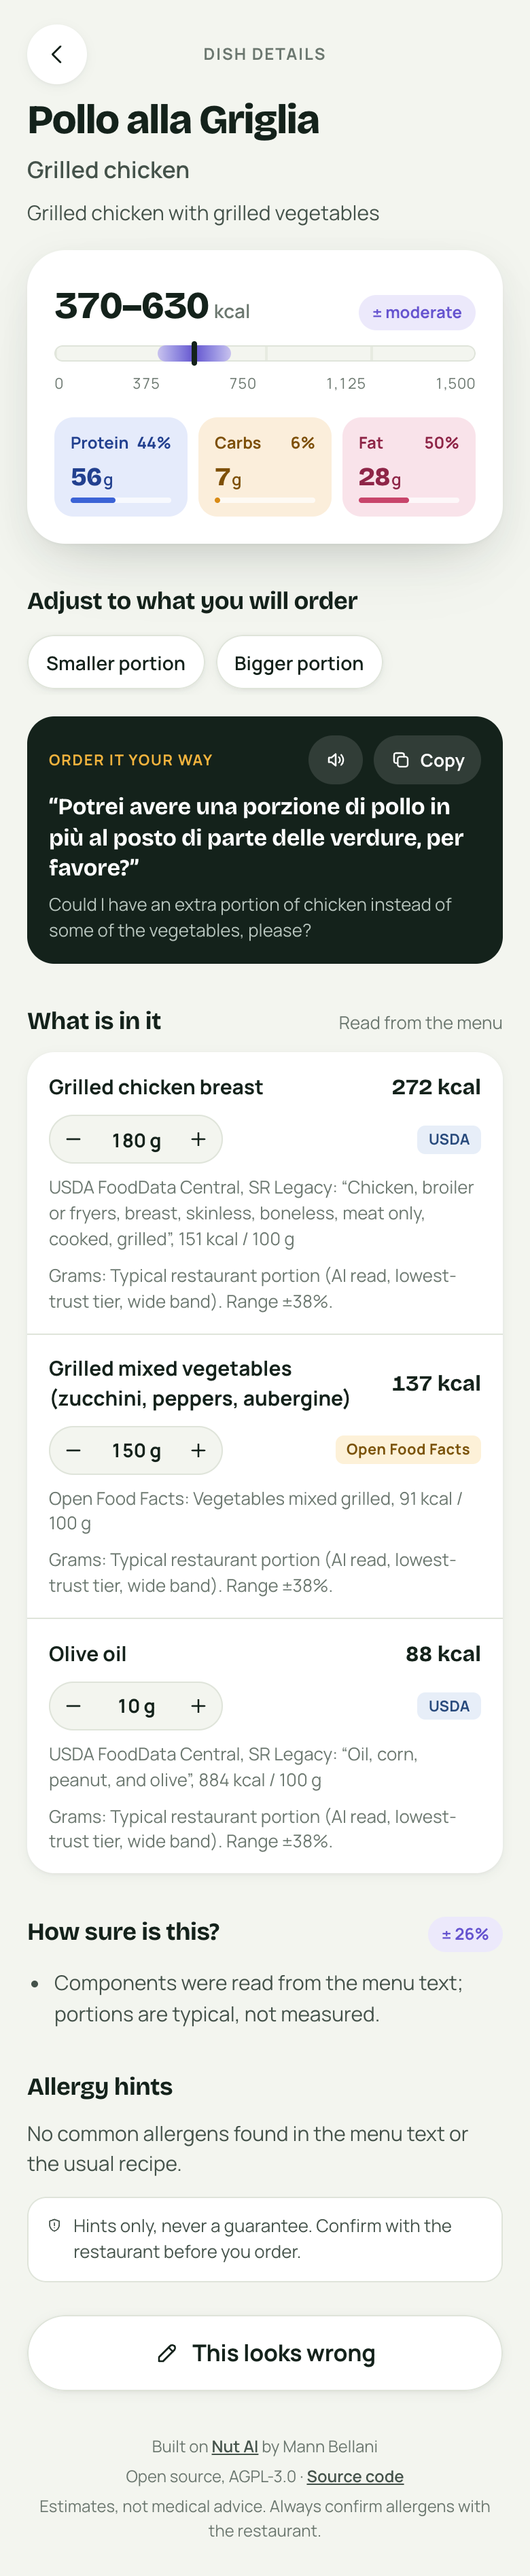 DISH DETAILS
Pollo alla Griglia
Grilled chicken
Grilled chicken with grilled vegetables
370–630 kcal
± moderate
0 375 750 1,125 1,500
Protein 44% Carbs 6% Fat 50%
56g 7g 28g
Adjust to what you will order
Smaller portion Bigger portion
ORDER IT YOUR WAY Copy
“Potrei avere una porzione di pollo in
più al posto di parte delle verdure, per
favore?”
Could I have an extra portion of chicken instead of
some of the vegetables, please?
What is in it Read from the menu
Grilled chicken breast 272 kcal
− 180 g + USDA
USDA FoodData Central, SR Legacy: “Chicken, broiler
or fryers, breast, skinless, boneless, meat only,
cooked, grilled”, 151 kcal / 100 g
Grams: Typical restaurant portion (AI read, lowest-
trust tier, wide band). Range ±38%.
Grilled mixed vegetables
(zucchini, peppers, aubergine) 137 kcal
− 150 g + Open Food Facts
Open Food Facts: Vegetables mixed grilled, 91 kcal /
100 g
Grams: Typical restaurant portion (AI read, lowest-
trust tier, wide band). Range ±38%.
Olive oil 88 kcal
− 10 g + USDA
USDA FoodData Central, SR Legacy: “Oil, corn,
peanut, and olive”, 884 kcal / 100 g
Grams: Typical restaurant portion (AI read, lowest-
trust tier, wide band). Range ±38%.
How sure is this? ± 26%
• Components were read from the menu text;
portions are typical, not measured.
Allergy hints
No common allergens found in the menu text or
the usual recipe.
Hints only, never a guarantee. Confirm with the
restaurant before you order.
This looks wrong
Built on Nut AI by Mann Bellani
Open source, AGPL-3.0 · Source code
Estimates, not medical advice. Always confirm allergens with
the restaurant.